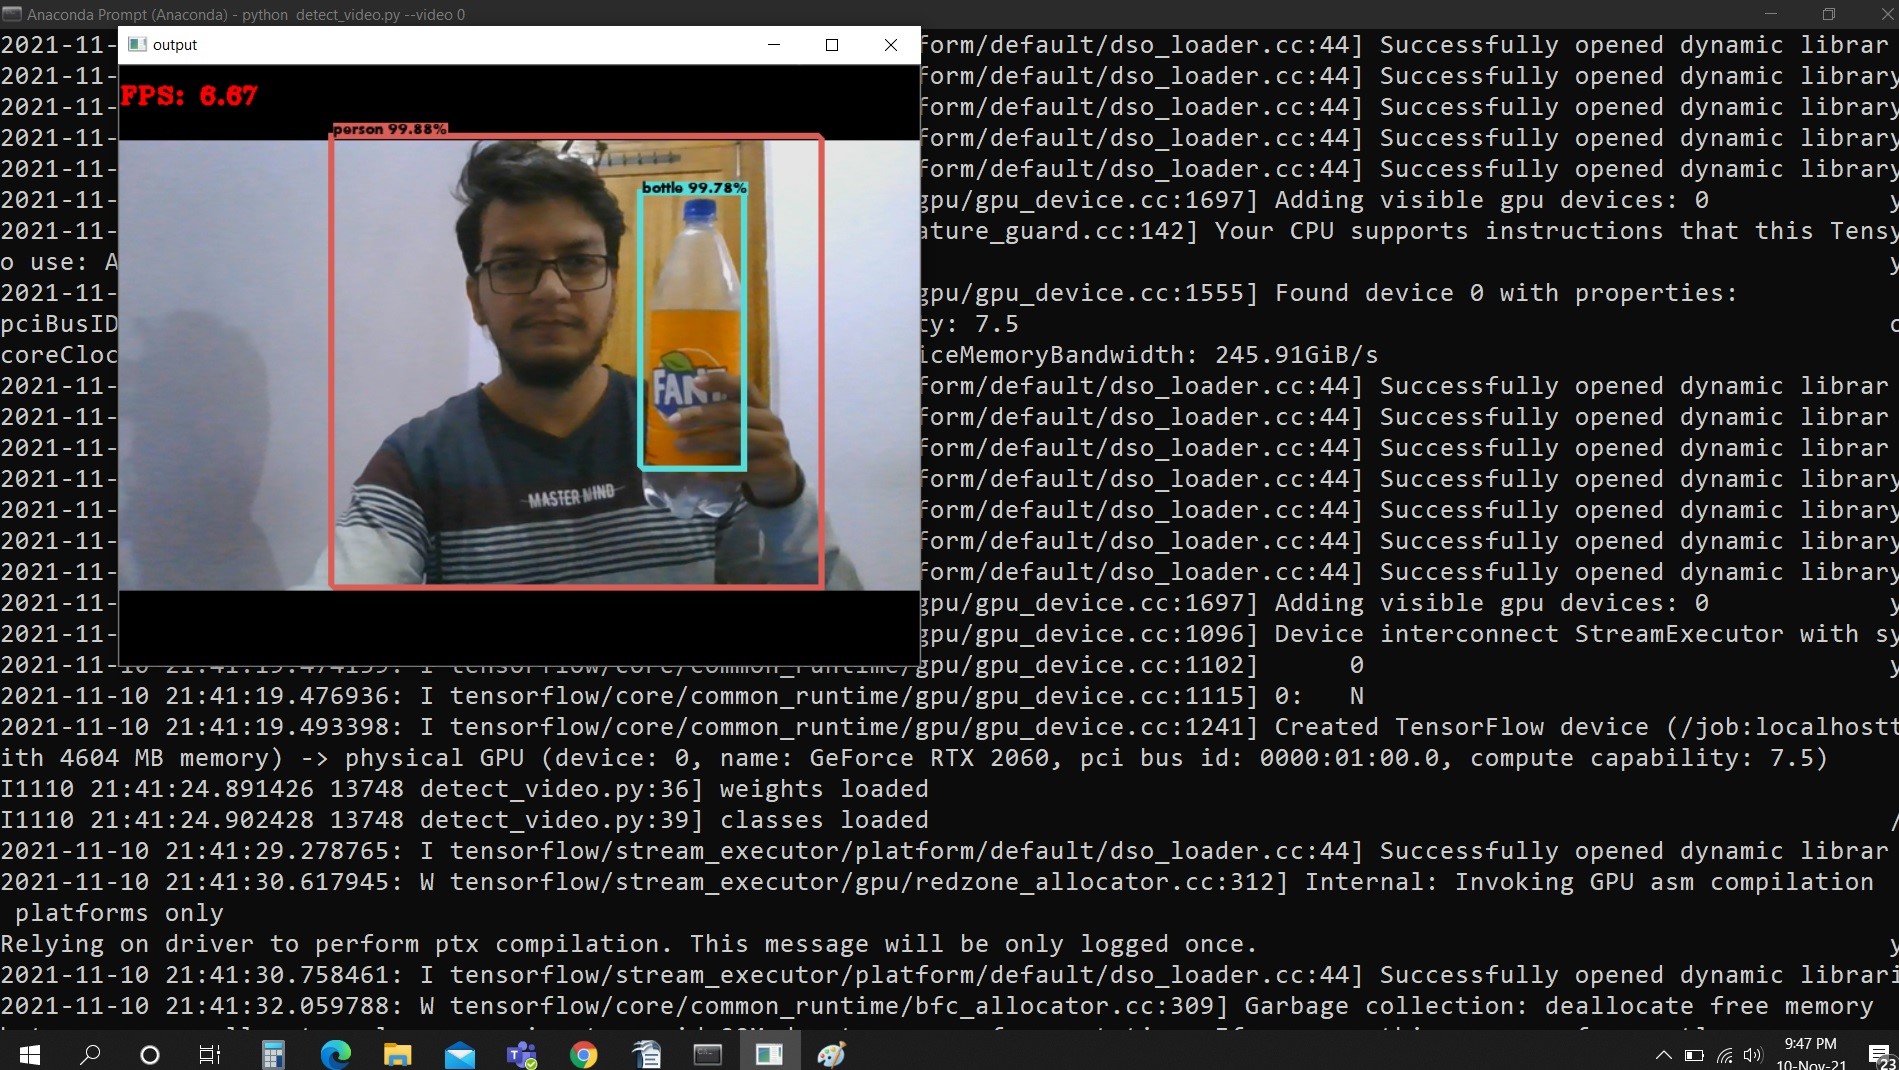 Anaconda Prompt (Anaconda) - python detect_video.py --video 0
output
FPS: 6.67
person 99.88%
bottle 99.78%
FANT
MASTER MIND
2021-11- form/default/dso_loader.cc:44] Successfully opened dynamic librar
2021-11- form/default/dso_loader.cc:44] Successfully opened dynamic library
2021-11- form/default/dso_loader.cc:44] Successfully opened dynamic library
2021-11- form/default/dso_loader.cc:44] Successfully opened dynamic library
2021-11- form/default/dso_loader.cc:44] Successfully opened dynamic library
2021-11- gpu/gpu_device.cc:1697] Adding visible gpu devices: 0 y
2021-11- ature_guard.cc:142] Your CPU supports instructions that this Tensy
o use: A y
2021-11- gpu/gpu_device.cc:1555] Found device 0 with properties:
pciBusID ty: 7.5
coreCloc iceMemoryBandwidth: 245.91GiB/s
2021-11- form/default/dso_loader.cc:44] Successfully opened dynamic librar
2021-11- form/default/dso_loader.cc:44] Successfully opened dynamic library
2021-11- form/default/dso_loader.cc:44] Successfully opened dynamic library
2021-11- form/default/dso_loader.cc:44] Successfully opened dynamic library
2021-11- form/default/dso_loader.cc:44] Successfully opened dynamic library
2021-11- form/default/dso_loader.cc:44] Successfully opened dynamic library
2021-11- form/default/dso_loader.cc:44] Successfully opened dynamic library
2021-11- gpu/gpu_device.cc:1697] Adding visible gpu devices: 0 y
2021-11- gpu/gpu_device.cc:1096] Device interconnect StreamExecutor with sy
2021-11-10 21:41:19.474159: I tensorflow/core/common_runtime/gpu/gpu_device.cc:1102] 0 y
2021-11-10 21:41:19.476936: I tensorflow/core/common_runtime/gpu/gpu_device.cc:1115] 0: N
2021-11-10 21:41:19.493398: I tensorflow/core/common_runtime/gpu/gpu_device.cc:1241] Created TensorFlow device (/job:localhostt
ith 4604 MB memory) -> physical GPU (device: 0, name: GeForce RTX 2060, pci bus id: 0000:01:00.0, compute capability: 7.5)
I1110 21:41:24.891426 13748 detect_video.py:36] weights loaded
I1110 21:41:24.902428 13748 detect_video.py:39] classes loaded /
2021-11-10 21:41:29.278765: I tensorflow/stream_executor/platform/default/dso_loader.cc:44] Successfully opened dynamic librar
2021-11-10 21:41:30.617945: W tensorflow/stream_executor/gpu/redzone_allocator.cc:312] Internal: Invoking GPU asm compilation
platforms only
Relying on driver to perform ptx compilation. This message will be only logged once. y
2021-11-10 21:41:30.758461: I tensorflow/stream_executor/platform/default/dso_loader.cc:44] Successfully opened dynamic librari
2021-11-10 21:41:32.059788: W tensorflow/core/common_runtime/bfc_allocator.cc:309] Garbage collection: deallocate free memory
9:47 PM
10-Nov-21
23